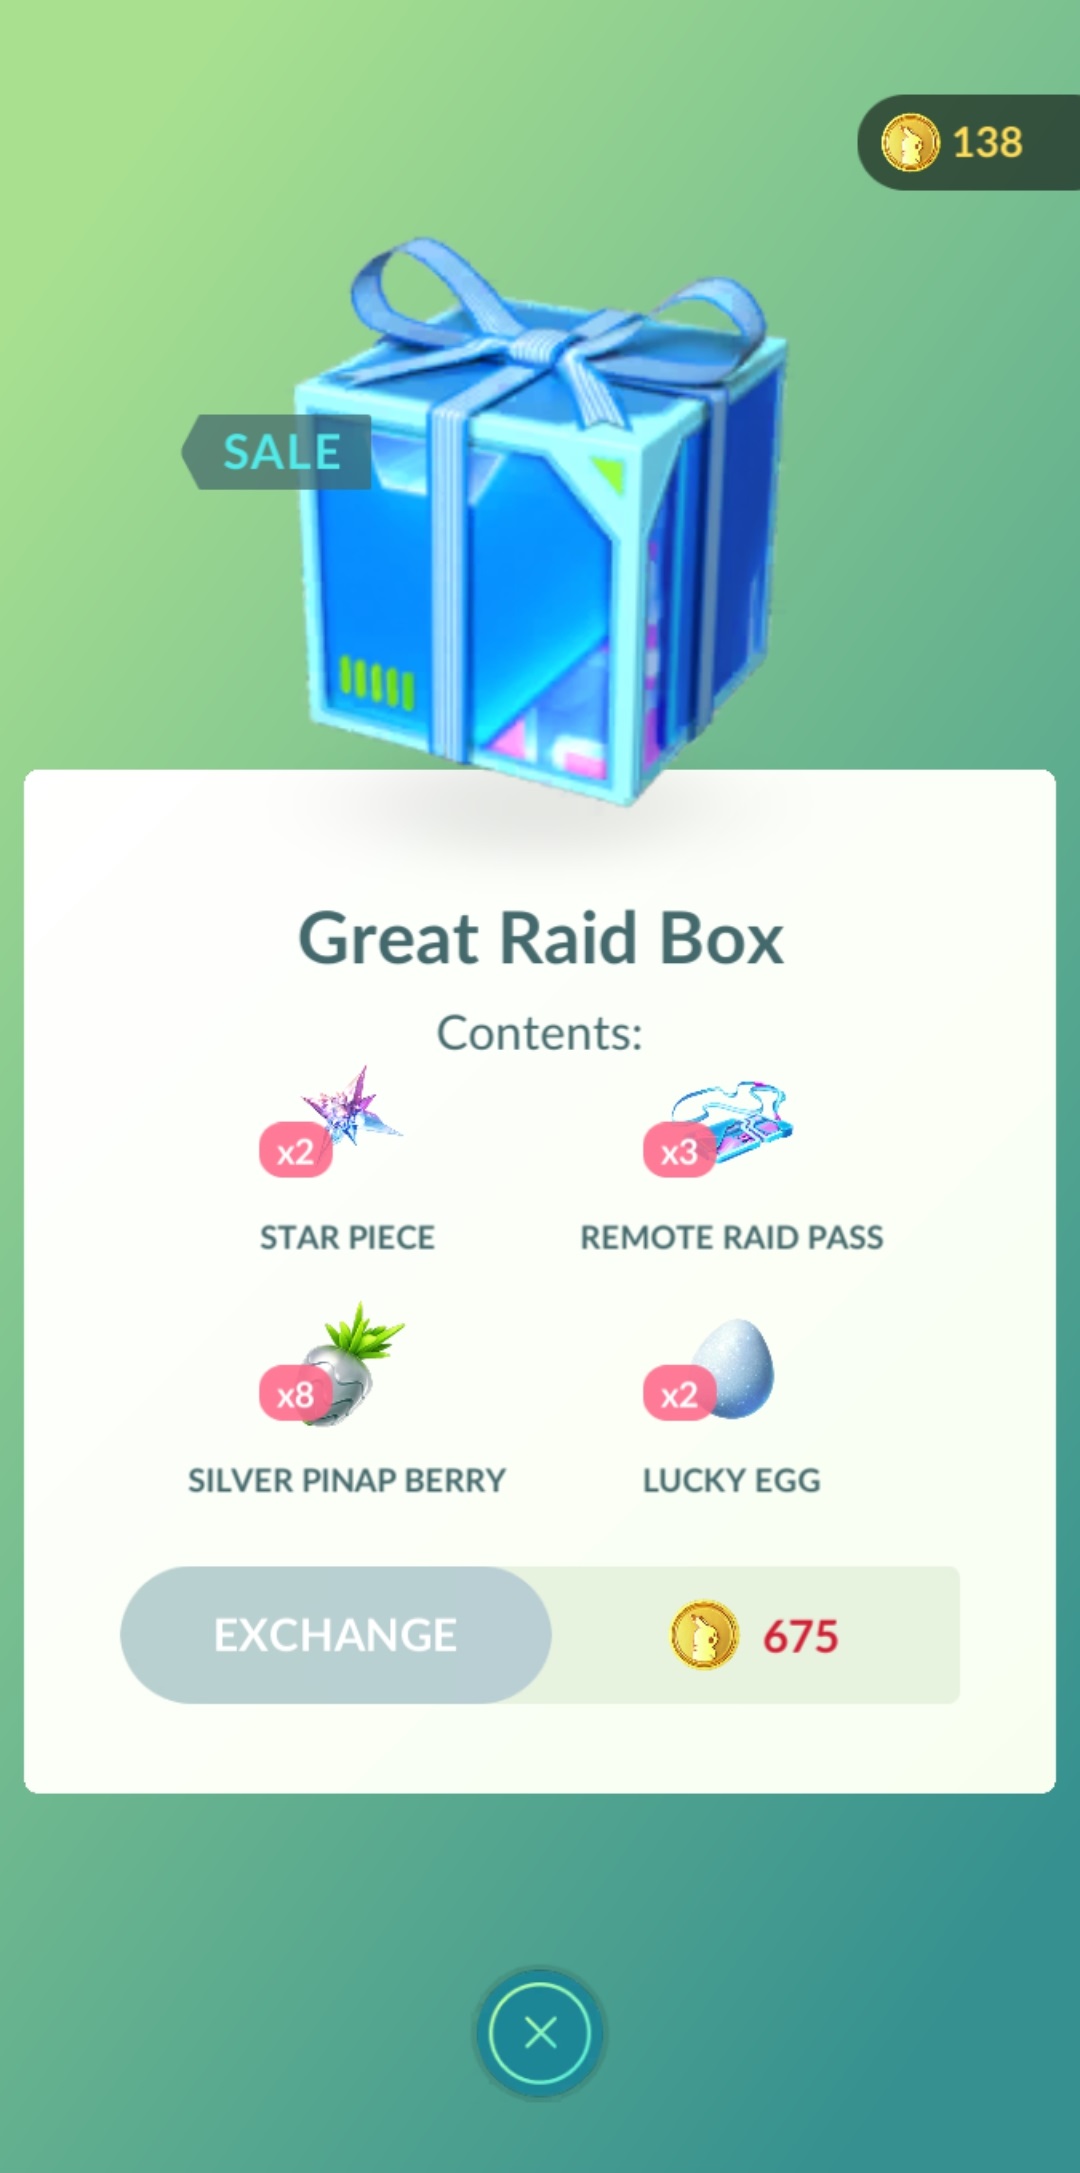 138
SALE
Great Raid Box
Contents:
x2
x3
STAR PIECE
REMOTE RAID PASS
x8
x2
SILVER PINAP BERRY
LUCKY EGG
EXCHANGE
675